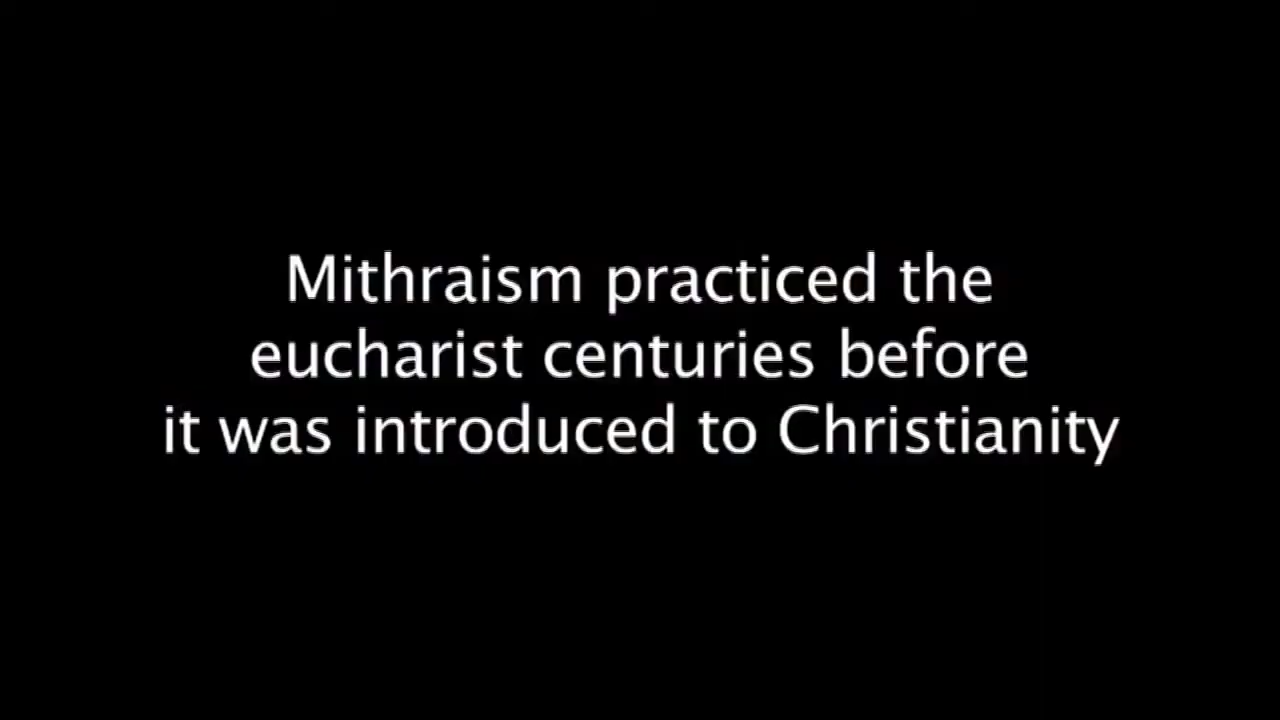 Mithraism practiced the
eucharist centuries before
it was introduced to Christianity